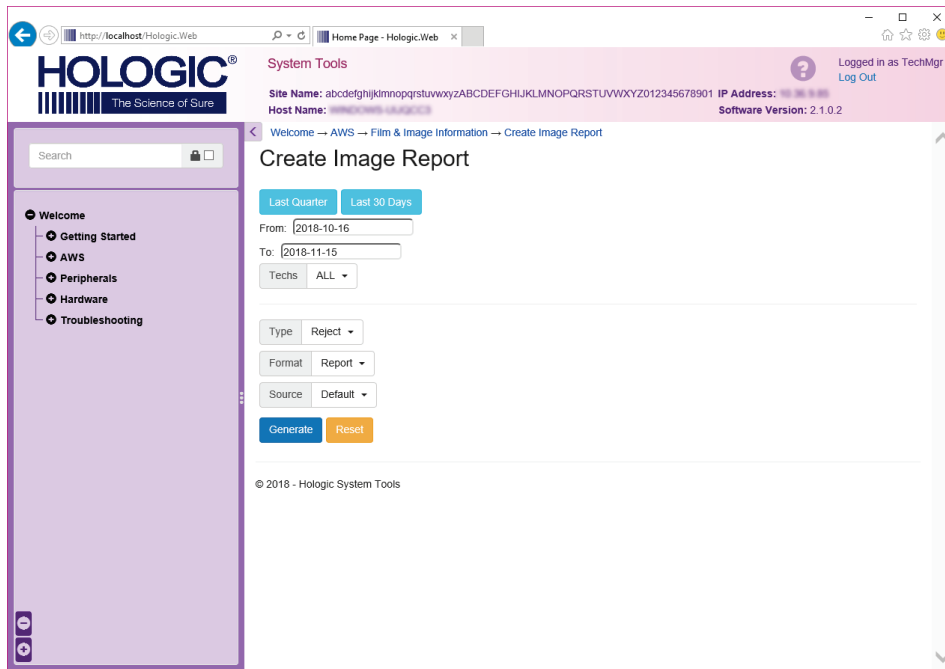 http://localhost/Hologic.Web
Home Page - Hologic.Web
HOLOGIC®
The Science of Sure
System Tools
Logged in as TechMgr
Log Out
Site Name: abcdefghijklmnopqrstuvwxyzABCDEFGHIJKLMNOPQRSTUVWXYZ012345678901 IP Address:
Host Name:
Software Version: 2.1.0.2
Search
Welcome
Getting Started
AWS
Peripherals
Hardware
Troubleshooting
Welcome → AWS → Film & Image Information → Create Image Report
Create Image Report
Last Quarter Last 30 Days
From: 2018-10-16
To: 2018-11-15
Techs ALL
Type Reject
Format Report
Source Default
Generate Reset
© 2018 - Hologic System Tools